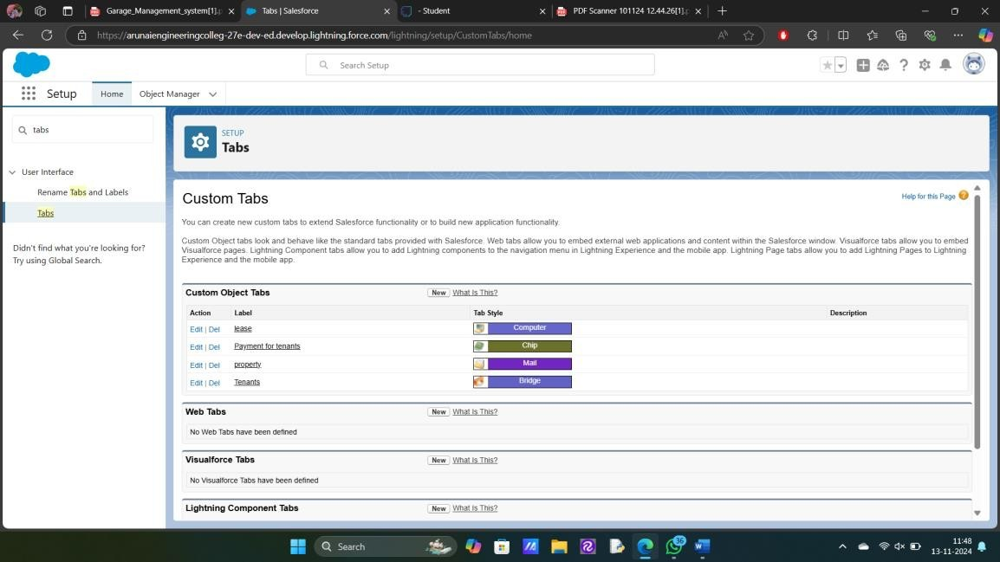 Garage_Management_system[1].p
Tabs | Salesforce
- Student
PDF Scanner 101124 12.44.26[1].p
https://arunaiengineeringcolleg-27e-dev-ed.develop.lightning.force.com/lightning/setup/CustomTabs/home
Search Setup
Setup
Home
Object Manager
tabs
User Interface
Rename Tabs and Labels
Tabs
Didn't find what you're looking for?
Try using Global Search.
SETUP
Tabs
Custom Tabs
Help for this Page
You can create new custom tabs to extend Salesforce functionality or to build new application functionality.
Custom Object tabs look and behave like the standard tabs provided with Salesforce. Web tabs allow you to embed external web applications and content within the Salesforce window. Visualforce tabs allow you to embed
Visualforce pages. Lightning Component tabs allow you to add Lightning components to the navigation menu in Lightning Experience and the mobile app. Lightning Page tabs allow you to add Lightning Pages to Lightning
Experience and the mobile app.
Custom Object Tabs New What Is This?
Action Label Tab Style Description
Edit | Del lease Computer
Edit | Del Payment for tenants Chip
Edit | Del property Mail
Edit | Del Tenants Bridge
Web Tabs New What Is This?
No Web Tabs have been defined
Visualforce Tabs New What Is This?
No Visualforce Tabs have been defined
Lightning Component Tabs New What Is This?
Search
36
11:48
13-11-2024